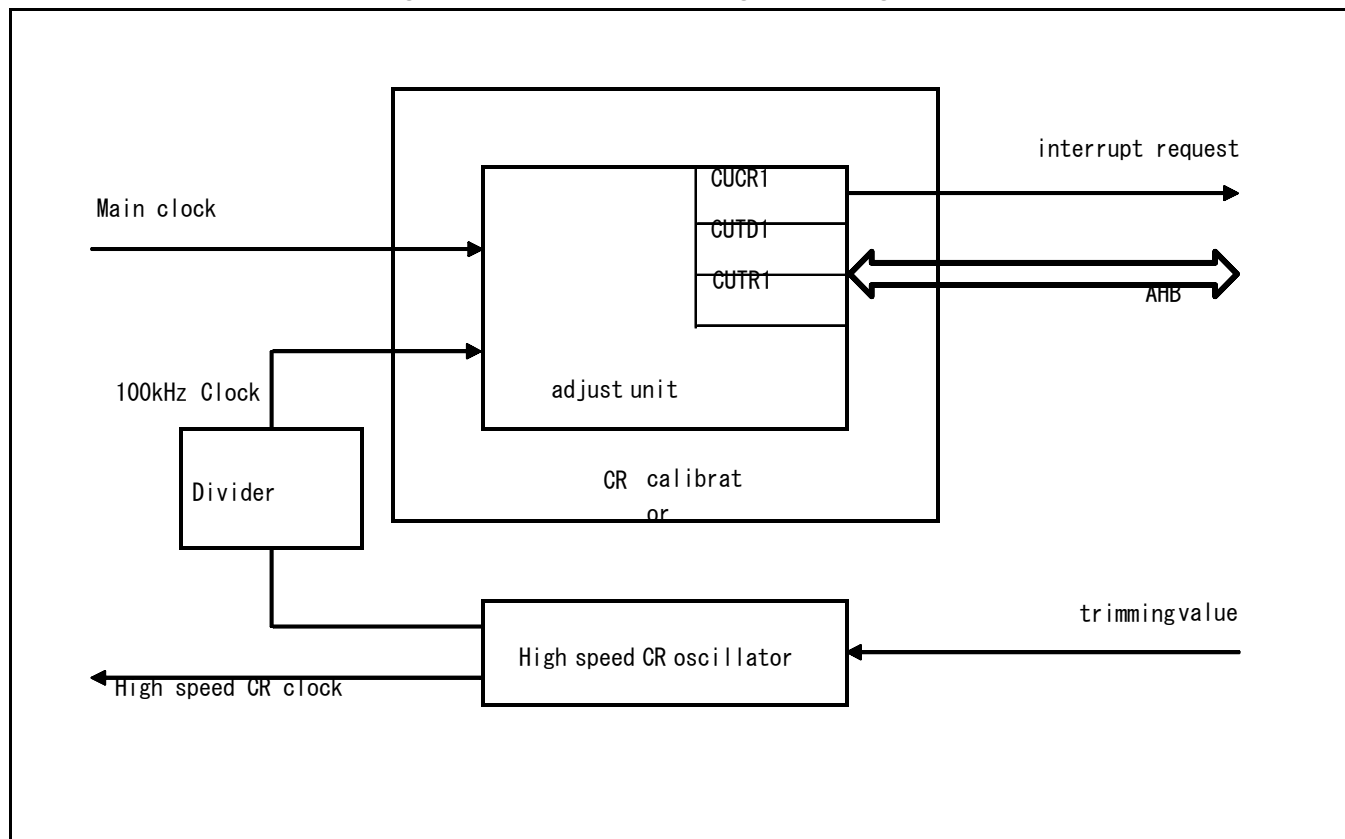 interrupt request
CUCR1
Main clock
CUTD1
CUTR1
AHB
100kHz Clock
adjust unit
Divider
CR calibrat
or
trimming value
High speed CR oscillator
High speed CR clock